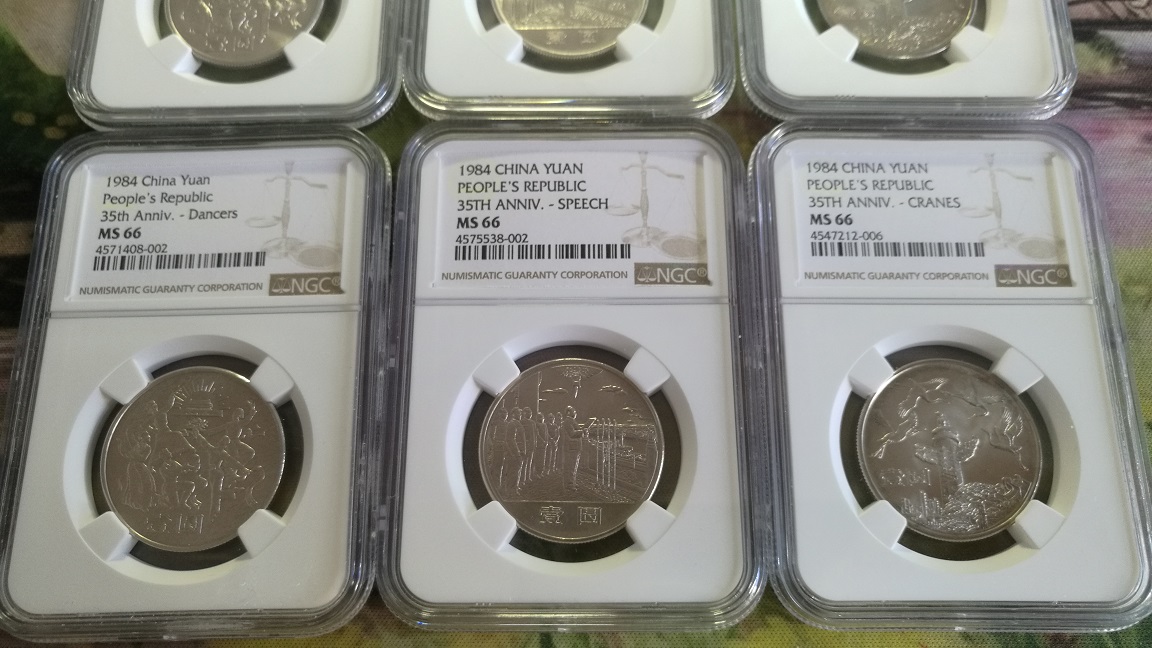 1984 China Yuan
People's Republic
35th Anniv. - Dancers
MS 66
4571408-002
NUMISMATIC GUARANTY CORPORATION
NGC®
壹圆
1984 CHINA YUAN
PEOPLE'S REPUBLIC
35TH ANNIV. - SPEECH
MS 66
4575538-002
NUMISMATIC GUARANTY CORPORATION
NGC®
壹圆
1984 CHINA YUAN
PEOPLE'S REPUBLIC
35TH ANNIV. - CRANES
MS 66
4547212-006
NUMISMATIC GUARANTY CORPORATION
NGC®